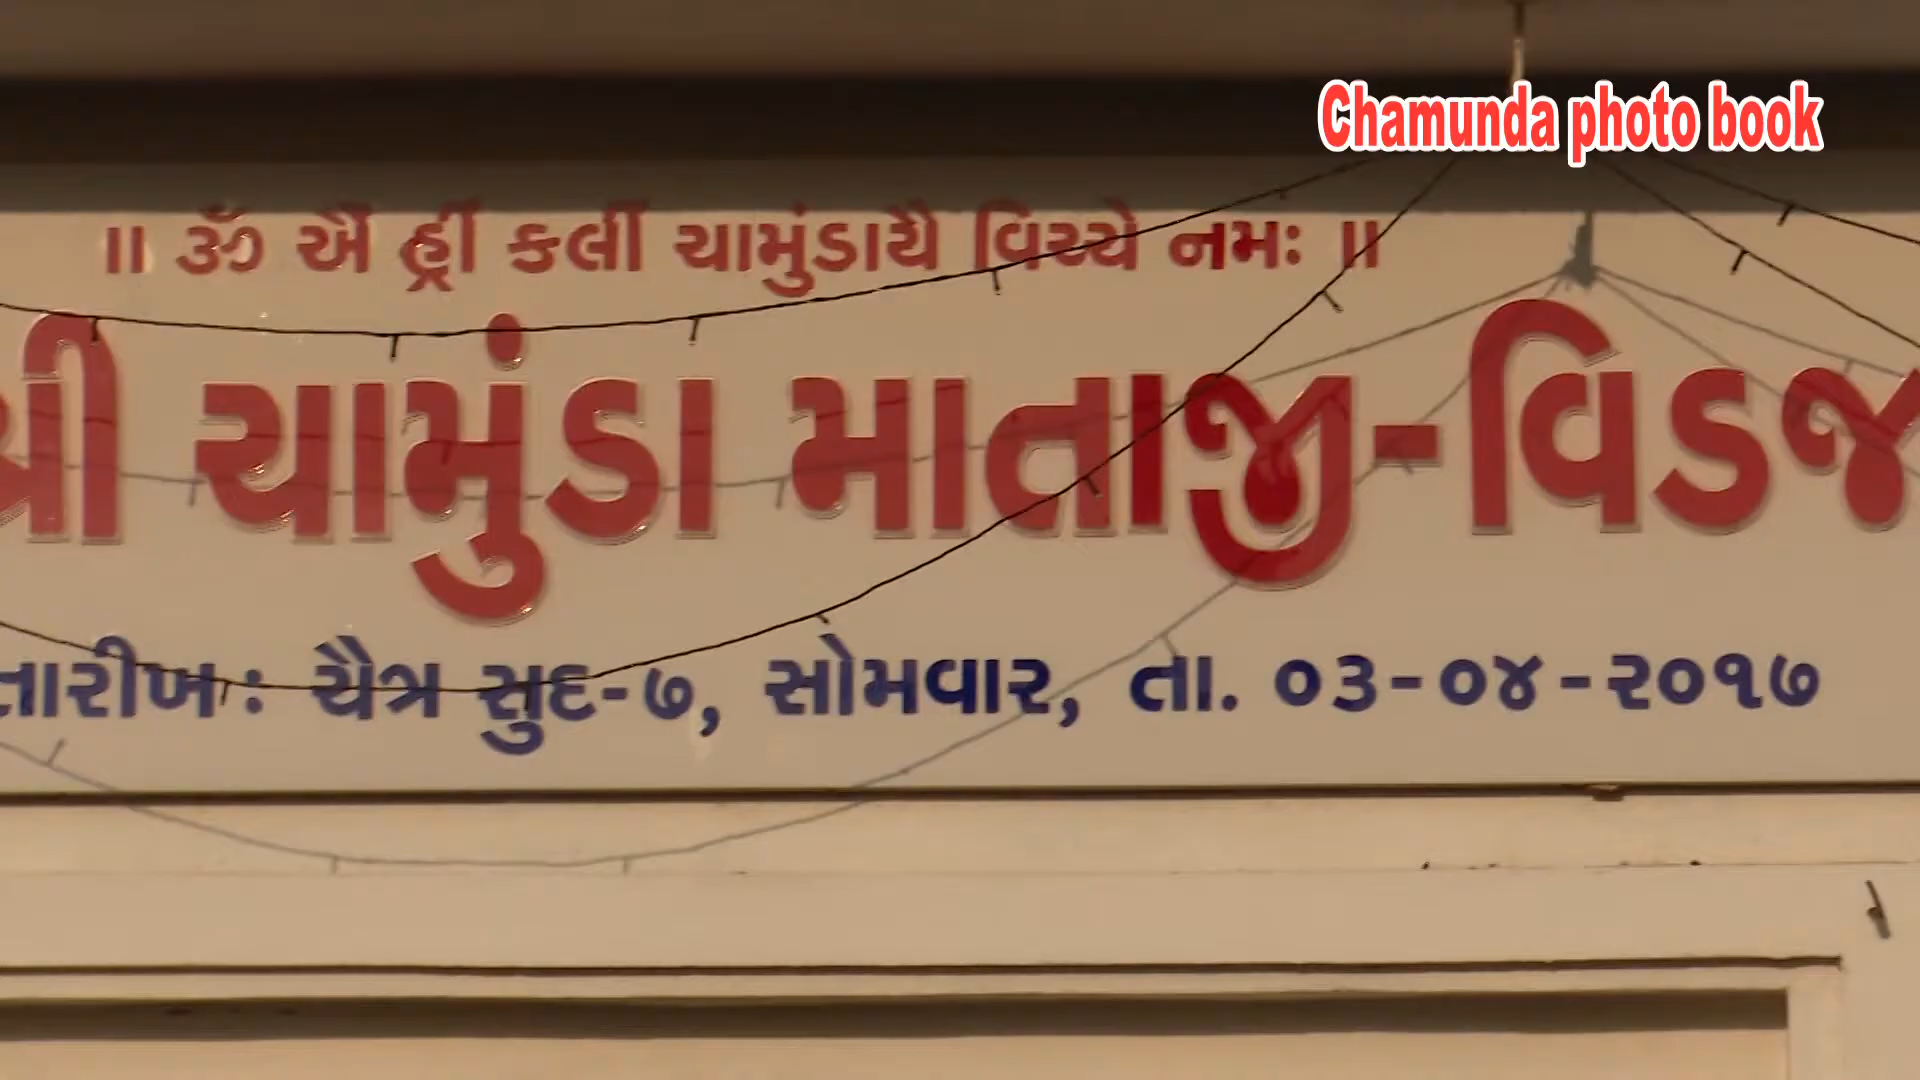 Chamunda photo book
॥ ૐ ઐં હ્રીં કલીં ચામુંડાયૈ વિચ્ચે નમઃ ॥
શ્રી ચામુંડા માતાજી-વિડજ
તારીખઃ ચૈત્ર સુદ-૭, સોમવાર, તા. ૦૩-૦૪-૨૦૧૭